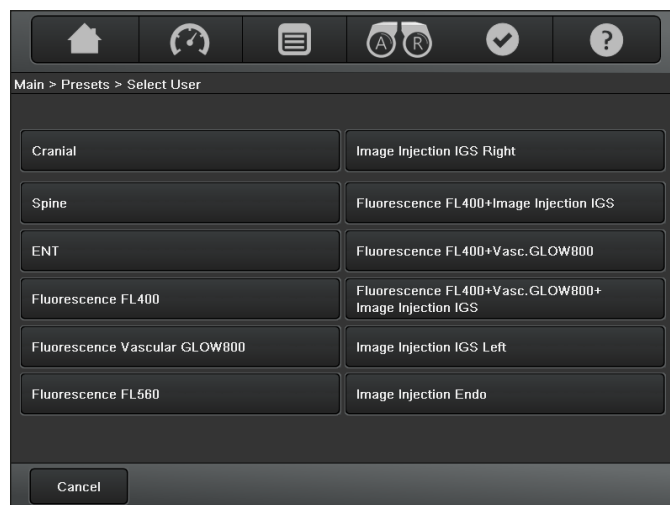 A R ?
Main > Presets > Select User
Cranial
Spine
ENT
Fluorescence FL400
Fluorescence Vascular GLOW800
Fluorescence FL560
Image Injection IGS Right
Fluorescence FL400+Image Injection IGS
Fluorescence FL400+Vasc.GLOW800
Fluorescence FL400+Vasc.GLOW800+
Image Injection IGS
Image Injection IGS Left
Image Injection Endo
Cancel